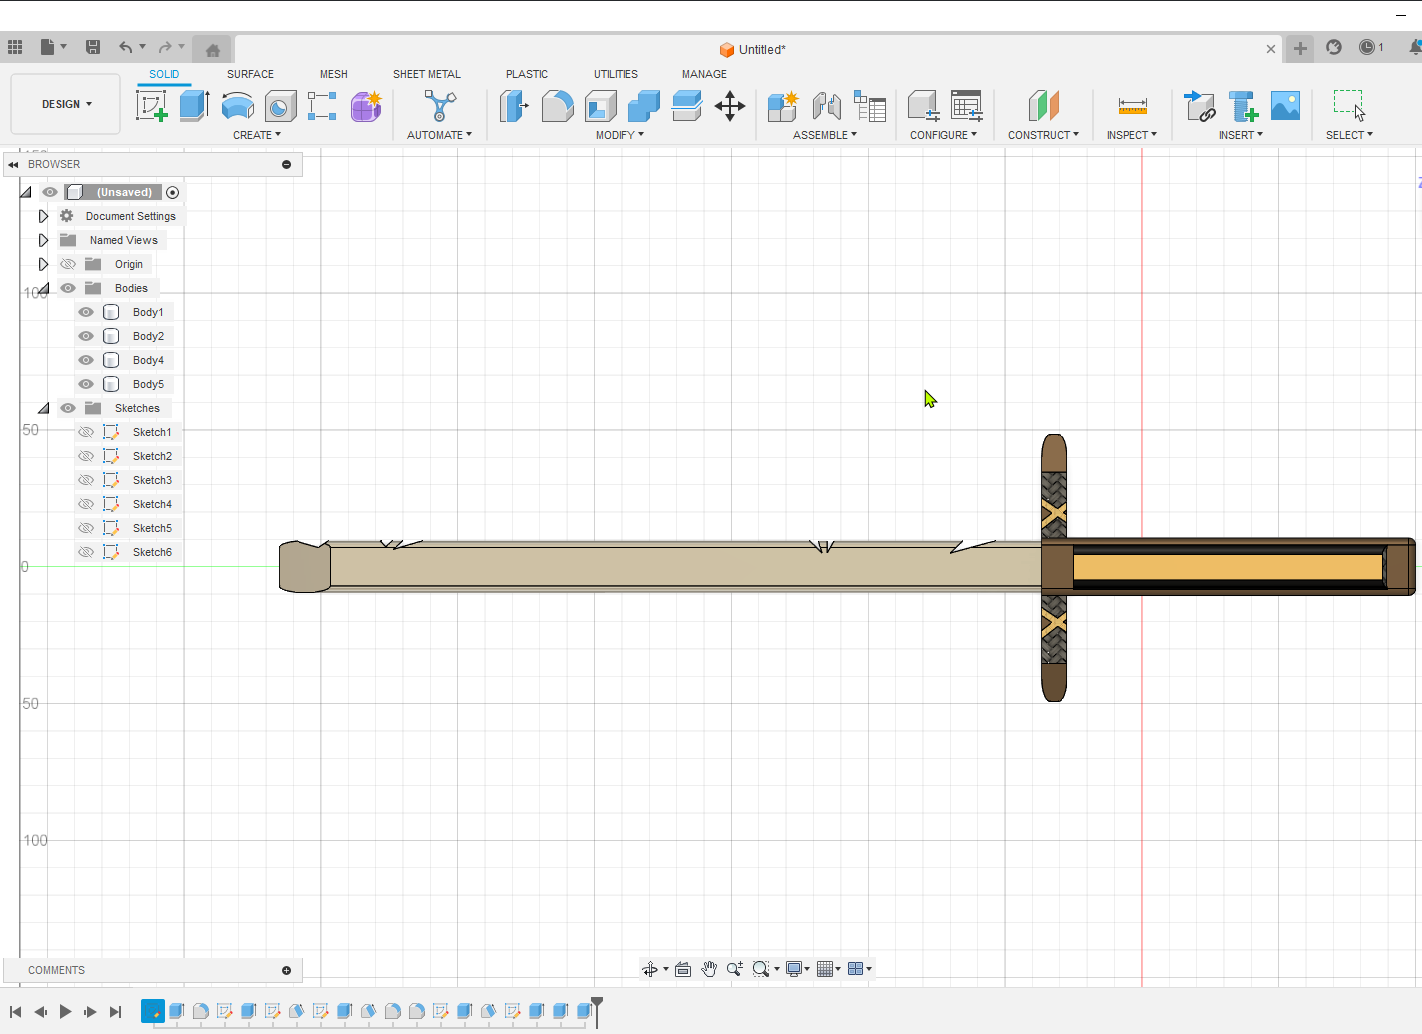 Untitled*
1
SOLID SURFACE MESH SHEET METAL PLASTIC UTILITIES MANAGE
DESIGN
CREATE AUTOMATE MODIFY ASSEMBLE CONFIGURE CONSTRUCT INSPECT INSERT SELECT
BROWSER
(Unsaved)
Document Settings
Named Views
Origin
Bodies
100
Body1
Body2
Body4
Body5
Sketches
50
Sketch1
Sketch2
Sketch3
Sketch4
Sketch5
Sketch6
0
50
100
COMMENTS